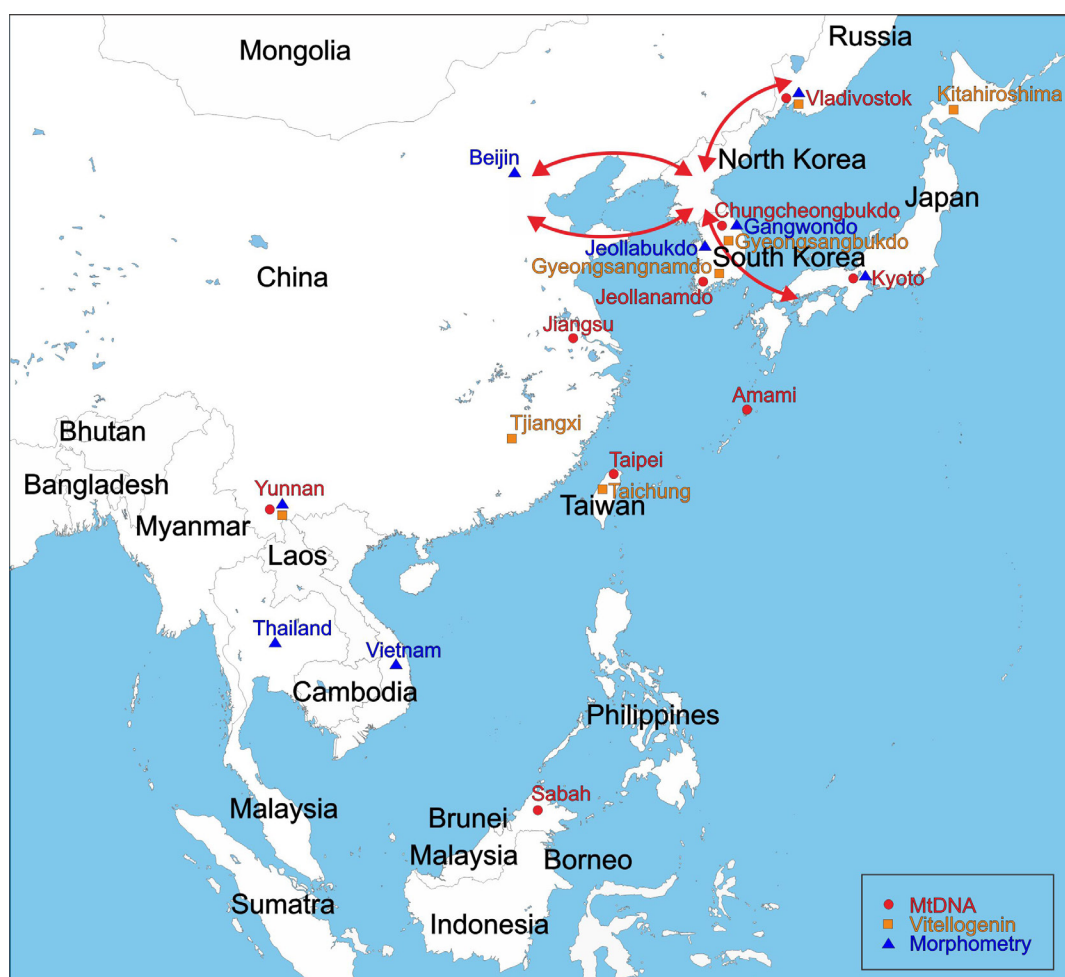 Mongolia
Russia
Vladivostok
Kitahiroshima
Beijin
North Korea
Japan
Chungcheongbukdo
Gangwondo
Gyeongsangbukdo
Jeollabukdo
South Korea
Gyeongsangnamdo
China
Kyoto
Jeollanamdo
Jiangsu
Amami
Tjiangxi
Bhutan
Taipei
Bangladesh
Yunnan
Taichung
Taiwan
Myanmar
Laos
Thailand
Vietnam
Cambodia
Philippines
Sabah
Malaysia
Brunei
Malaysia
Borneo
Sumatra
Indonesia
MtDNA
Vitellogenin
Morphometry